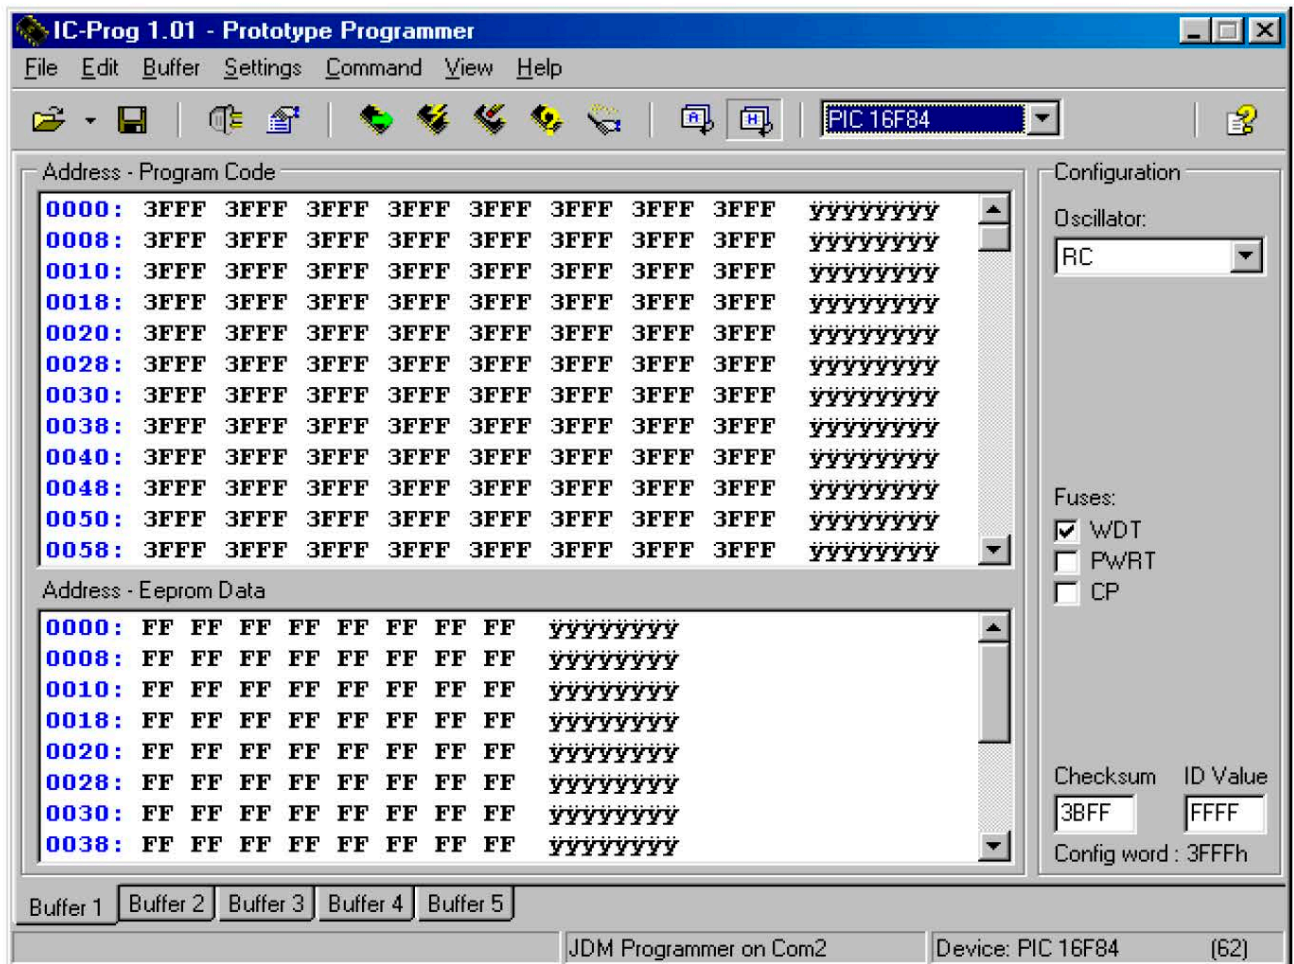 IC-Prog 1.01 - Prototype Programmer
File Edit Buffer Settings Command View Help
A H PIC 16F84
Address - Program Code
0000: 3FFF 3FFF 3FFF 3FFF 3FFF 3FFF 3FFF 3FFF ÿÿÿÿÿÿÿÿ
0008: 3FFF 3FFF 3FFF 3FFF 3FFF 3FFF 3FFF 3FFF ÿÿÿÿÿÿÿÿ
0010: 3FFF 3FFF 3FFF 3FFF 3FFF 3FFF 3FFF 3FFF ÿÿÿÿÿÿÿÿ
0018: 3FFF 3FFF 3FFF 3FFF 3FFF 3FFF 3FFF 3FFF ÿÿÿÿÿÿÿÿ
0020: 3FFF 3FFF 3FFF 3FFF 3FFF 3FFF 3FFF 3FFF ÿÿÿÿÿÿÿÿ
0028: 3FFF 3FFF 3FFF 3FFF 3FFF 3FFF 3FFF 3FFF ÿÿÿÿÿÿÿÿ
0030: 3FFF 3FFF 3FFF 3FFF 3FFF 3FFF 3FFF 3FFF ÿÿÿÿÿÿÿÿ
0038: 3FFF 3FFF 3FFF 3FFF 3FFF 3FFF 3FFF 3FFF ÿÿÿÿÿÿÿÿ
0040: 3FFF 3FFF 3FFF 3FFF 3FFF 3FFF 3FFF 3FFF ÿÿÿÿÿÿÿÿ
0048: 3FFF 3FFF 3FFF 3FFF 3FFF 3FFF 3FFF 3FFF ÿÿÿÿÿÿÿÿ
0050: 3FFF 3FFF 3FFF 3FFF 3FFF 3FFF 3FFF 3FFF ÿÿÿÿÿÿÿÿ
0058: 3FFF 3FFF 3FFF 3FFF 3FFF 3FFF 3FFF 3FFF ÿÿÿÿÿÿÿÿ
Address - Eeprom Data
0000: FF FF FF FF FF FF FF FF ÿÿÿÿÿÿÿÿ
0008: FF FF FF FF FF FF FF FF ÿÿÿÿÿÿÿÿ
0010: FF FF FF FF FF FF FF FF ÿÿÿÿÿÿÿÿ
0018: FF FF FF FF FF FF FF FF ÿÿÿÿÿÿÿÿ
0020: FF FF FF FF FF FF FF FF ÿÿÿÿÿÿÿÿ
0028: FF FF FF FF FF FF FF FF ÿÿÿÿÿÿÿÿ
0030: FF FF FF FF FF FF FF FF ÿÿÿÿÿÿÿÿ
0038: FF FF FF FF FF FF FF FF ÿÿÿÿÿÿÿÿ
Configuration
Oscillator:
RC
Fuses:
WDT
PWRT
CP
Checksum ID Value
3BFF FFFF
Config word : 3FFFh
Buffer 1 Buffer 2 Buffer 3 Buffer 4 Buffer 5
JDM Programmer on Com2 Device: PIC 16F84 (62)